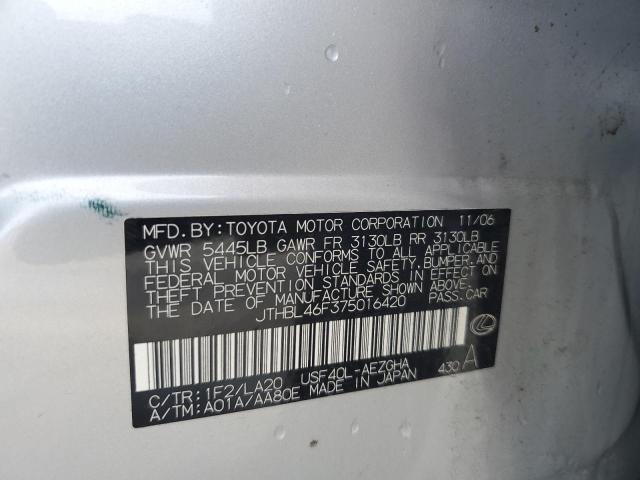 MFD. BY: TOYOTA MOTOR CORPORATION 11/06
GVWR 5445LB GAWR FR 3130LB RR 3130LB
THIS VEHICLE CONFORMS TO ALL APPLICABLE
FEDERAL MOTOR VEHICLE SAFETY, BUMPER, AND
THEFT PREVENTION STANDARDS IN EFFECT ON
THE DATE OF MANUFACTURE SHOWN ABOVE.
JTHBL46F375016420 PASS.CAR
C/TR: 1F2/LA20 USF40L-AEZGHA 430 A
A/TM: A01A/AA80E MADE IN JAPAN